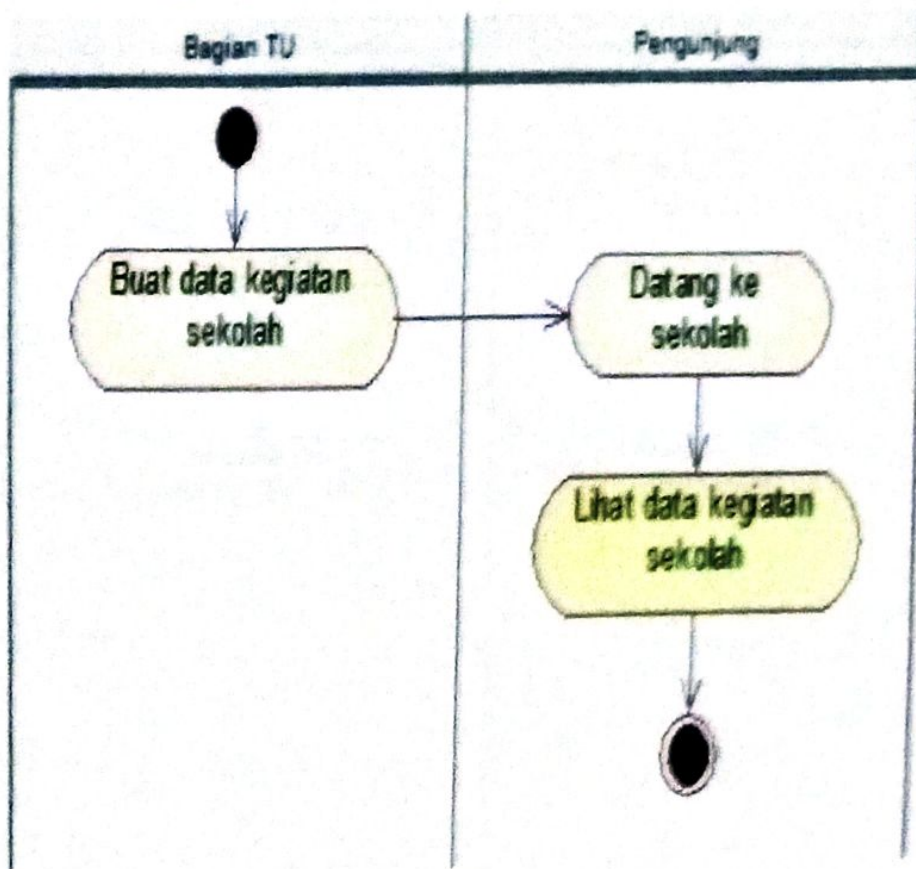 Bagian TU
Pengunjung
Buat data kegiatan
sekolah
Datang ke
sekolah
Lihat data kegiatan
sekolah